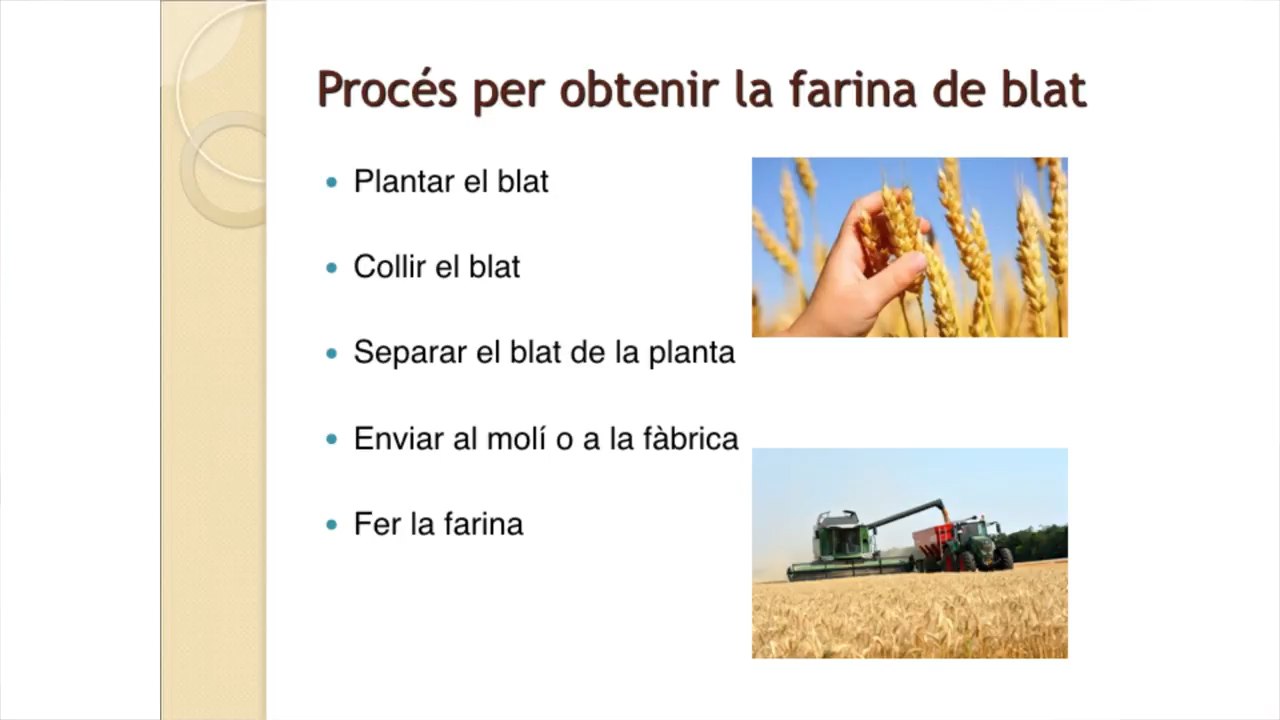 Procés per obtenir la farina de blat
Plantar el blat
Collir el blat
Separar el blat de la planta
Enviar al molí o a la fàbrica
Fer la farina